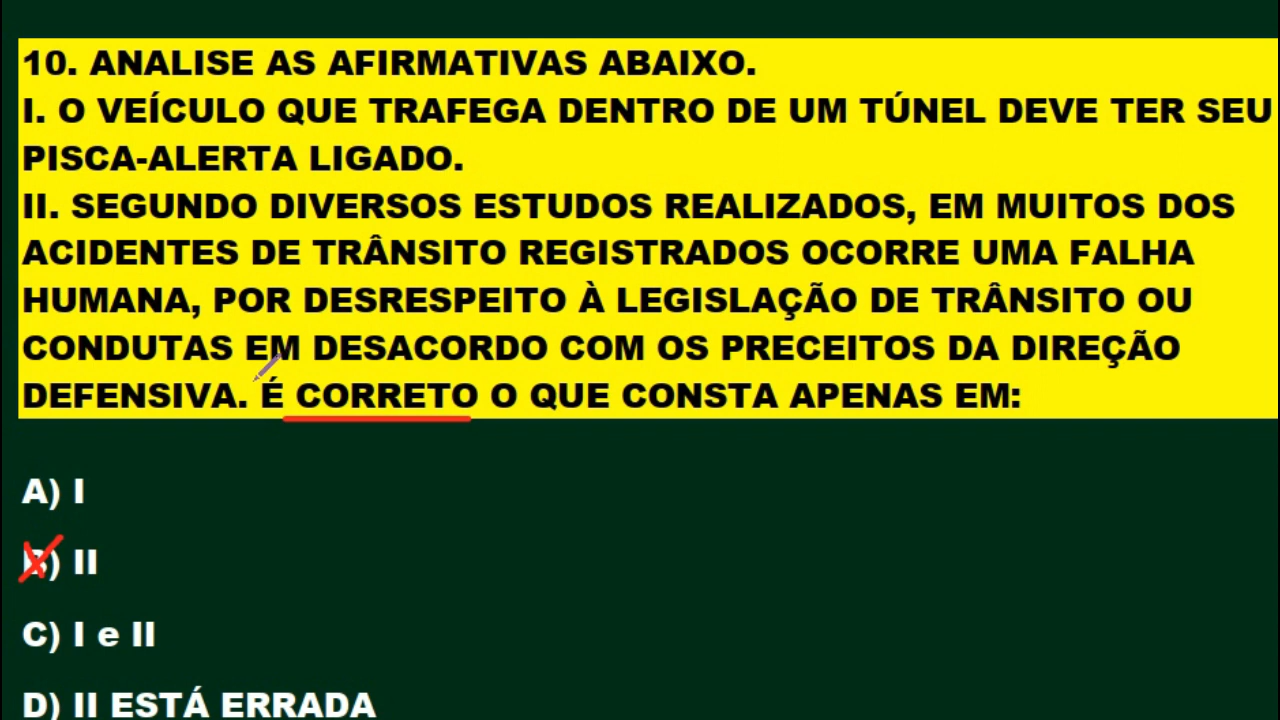 10. ANALISE AS AFIRMATIVAS ABAIXO.
I. O VEÍCULO QUE TRAFEGA DENTRO DE UM TÚNEL DEVE TER SEU
PISCA-ALERTA LIGADO.
II. SEGUNDO DIVERSOS ESTUDOS REALIZADOS, EM MUITOS DOS
ACIDENTES DE TRÂNSITO REGISTRADOS OCORRE UMA FALHA
HUMANA, POR DESRESPEITO À LEGISLAÇÃO DE TRÂNSITO OU
CONDUTAS EM DESACORDO COM OS PRECEITOS DA DIREÇÃO
DEFENSIVA. É CORRETO O QUE CONSTA APENAS EM:
A) I
B) II
C) I e II
D) II ESTÁ ERRADA